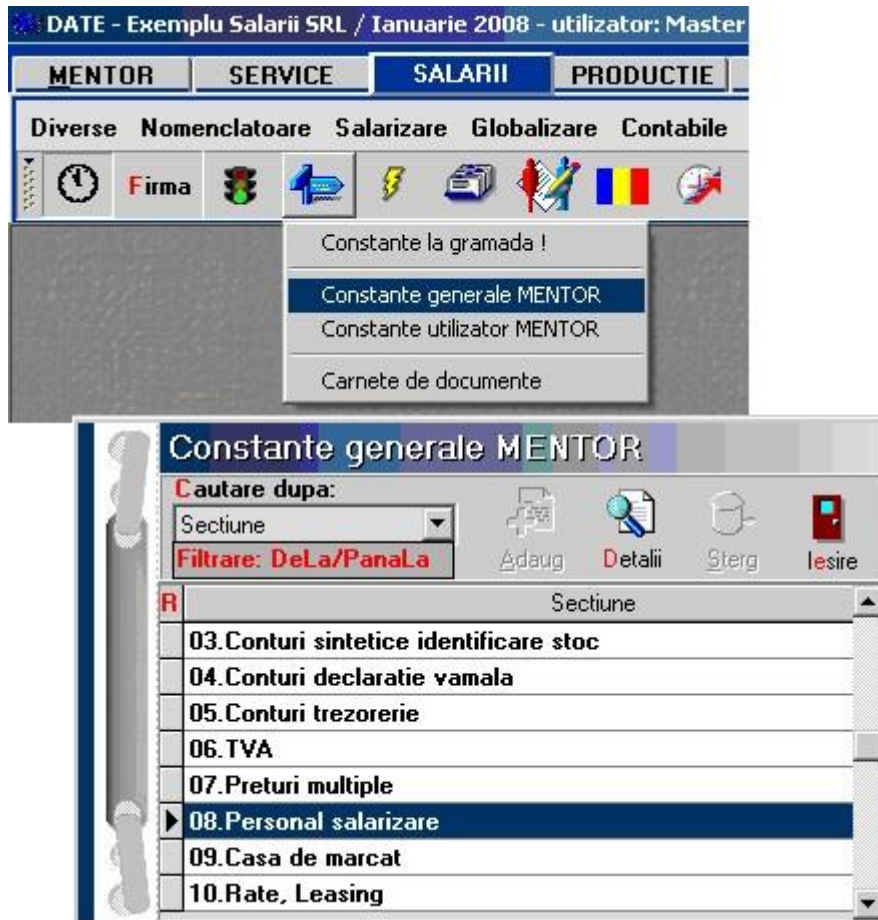 DATE - Exemplu Salarii SRL / Ianuarie 2008 - utilizator: Master
MENTOR SERVICE SALARII PRODUCTIE
Diverse Nomenclatoare Salarizare Globalizare Contabile
Firma
Constante la gramada !
Constante generale MENTOR
Constante utilizator MENTOR
Carnete de documente
Constante generale MENTOR
Cautare dupa:
Sectiune
Filtrare: DeLa/PanaLa
Adaug Detalii Sterg Iesire
R Sectiune
03.Conturi sintetice identificare stoc
04.Conturi declaratie vamala
05.Conturi trezorerie
06.TVA
07.Preturi multiple
08.Personal salarizare
09.Casa de marcat
10.Rate, Leasing